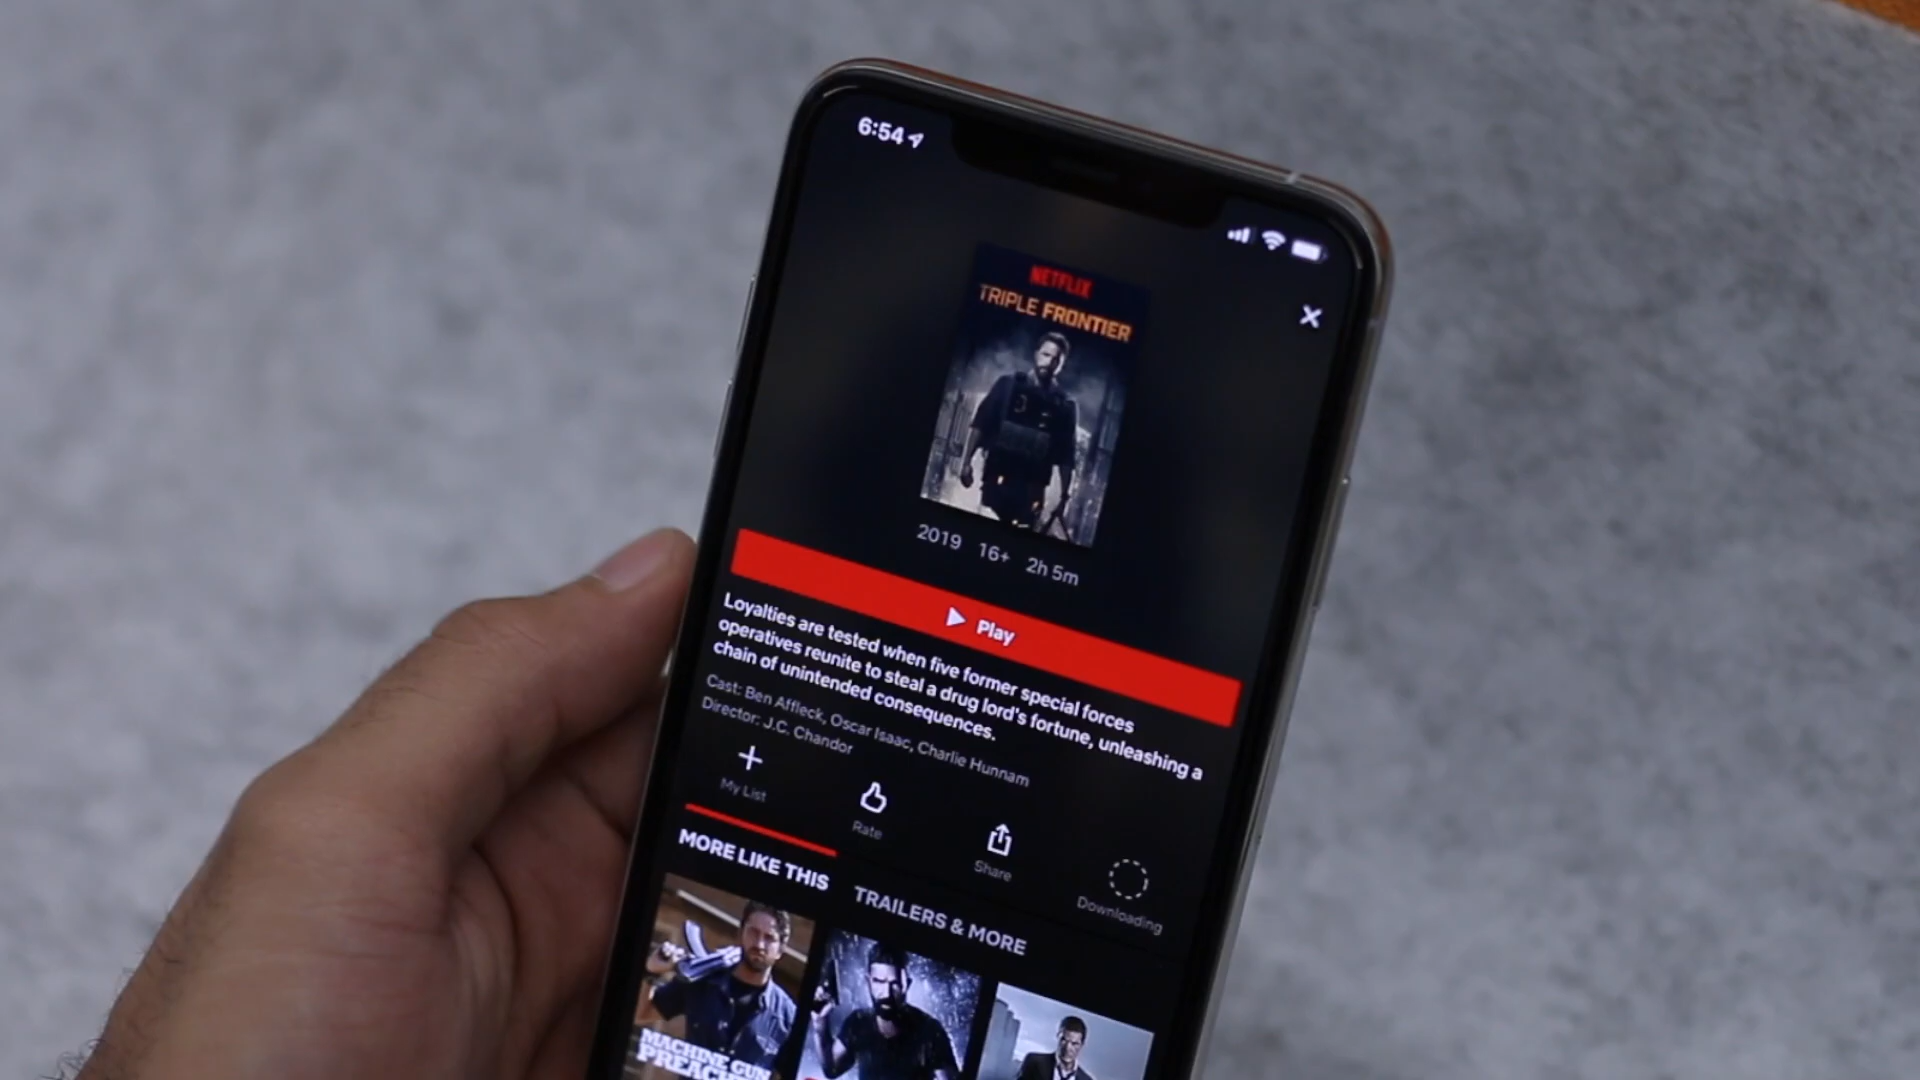 6:54
NETFLIX
TRIPLE FRONTIER
2019 16+ 2h 5m
Play
Loyalties are tested when five former special forces
operatives reunite to steal a drug lord's fortune, unleashing a
chain of unintended consequences.
Cast: Ben Affleck, Oscar Isaac, Charlie Hunnam
Director: J.C. Chandor
My List
Rate
Share
Downloading
MORE LIKE THIS
TRAILERS & MORE
MACHINE GUN